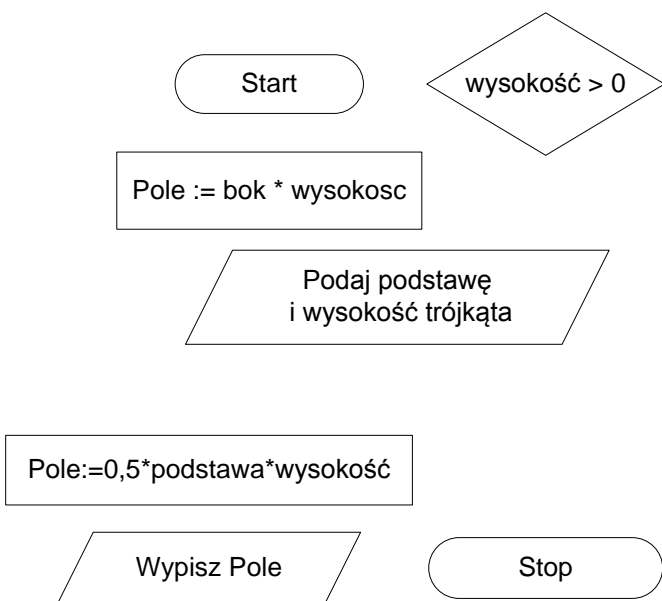 Start
wysokość > 0
Pole := bok * wysokosc
Podaj podstawę
i wysokość trójkąta
Pole:=0,5*podstawa*wysokość
Wypisz Pole
Stop